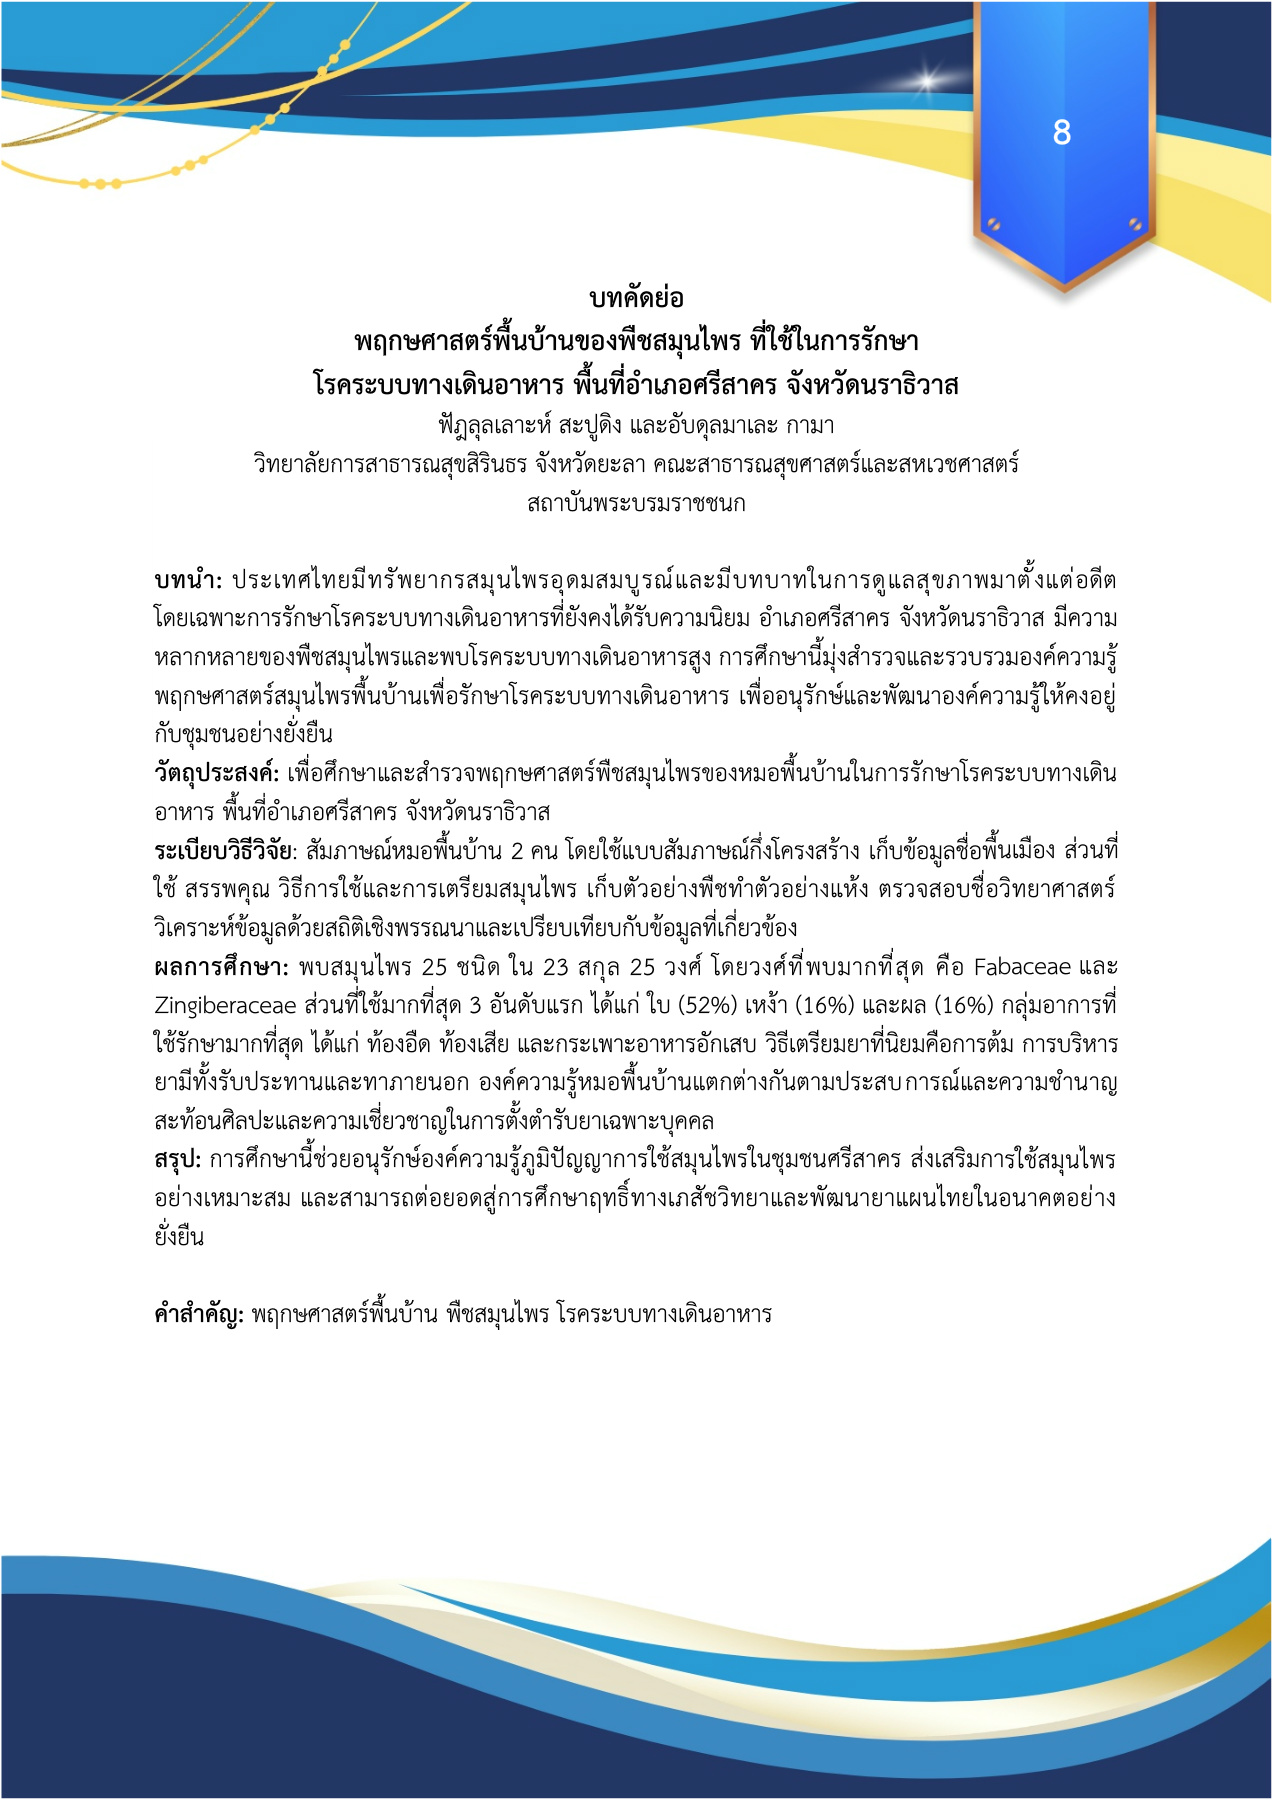 8
บทคัดย่อ
พฤกษศาสตร์พื้นบ้านของพืชสมุนไพร ที่ใช้ในการรักษา
โรคระบบทางเดินอาหาร พื้นที่อำเภอศรีสาคร จังหวัดนราธิวาส
ฟัฎลุลเลาะห์ สะปูดิง และอับดุลมาเละ กามา
วิทยาลัยการสาธารณสุขสิรินธร จังหวัดยะลา คณะสาธารณสุขศาสตร์และสหเวชศาสตร์
สถาบันพระบรมราชชนก
บทนำ: ประเทศไทยมีทรัพยากรสมุนไพรอุดมสมบูรณ์และมีบทบาทในการดูแลสุขภาพมาตั้งแต่อดีต
โดยเฉพาะการรักษาโรคระบบทางเดินอาหารที่ยังคงได้รับความนิยม อำเภอศรีสาคร จังหวัดนราธิวาส มีความ
หลากหลายของพืชสมุนไพรและพบโรคระบบทางเดินอาหารสูง การศึกษานี้มุ่งสำรวจและรวบรวมองค์ความรู้
พฤกษศาสตร์สมุนไพรพื้นบ้านเพื่อรักษาโรคระบบทางเดินอาหาร เพื่ออนุรักษ์และพัฒนาองค์ความรู้ให้คงอยู่
กับชุมชนอย่างยั่งยืน
วัตถุประสงค์: เพื่อศึกษาและสำรวจพฤกษศาสตร์พืชสมุนไพรของหมอพื้นบ้านในการรักษาโรคระบบทางเดิน
อาหาร พื้นที่อำเภอศรีสาคร จังหวัดนราธิวาส
ระเบียบวิธีวิจัย: สัมภาษณ์หมอพื้นบ้าน 2 คน โดยใช้แบบสัมภาษณ์กึ่งโครงสร้าง เก็บข้อมูลชื่อพื้นเมือง ส่วนที่
ใช้ สรรพคุณ วิธีการใช้และการเตรียมสมุนไพร เก็บตัวอย่างพืชทำตัวอย่างแห้ง ตรวจสอบชื่อวิทยาศาสตร์
วิเคราะห์ข้อมูลด้วยสถิติเชิงพรรณนาและเปรียบเทียบกับข้อมูลที่เกี่ยวข้อง
ผลการศึกษา: พบสมุนไพร 25 ชนิด ใน 23 สกุล 25 วงศ์ โดยวงศ์ที่พบมากที่สุด คือ Fabaceae และ
Zingiberaceae ส่วนที่ใช้มากที่สุด 3 อันดับแรก ได้แก่ ใบ (52%) เหง้า (16%) และผล (16%) กลุ่มอาการที่
ใช้รักษามากที่สุด ได้แก่ ท้องอืด ท้องเสีย และกระเพาะอาหารอักเสบ วิธีเตรียมยาที่นิยมคือการต้ม การบริหาร
ยามีทั้งรับประทานและทาภายนอก องค์ความรู้หมอพื้นบ้านแตกต่างกันตามประสบการณ์และความชำนาญ
สะท้อนศิลปะและความเชี่ยวชาญในการตั้งตำรับยาเฉพาะบุคคล
สรุป: การศึกษานี้ช่วยอนุรักษ์องค์ความรู้ภูมิปัญญาการใช้สมุนไพรในชุมชนศรีสาคร ส่งเสริมการใช้สมุนไพร
อย่างเหมาะสม และสามารถต่อยอดสู่การศึกษาฤทธิ์ทางเภสัชวิทยาและพัฒนายาแผนไทยในอนาคตอย่าง
ยั่งยืน
คำสำคัญ: พฤกษศาสตร์พื้นบ้าน พืชสมุนไพร โรคระบบทางเดินอาหาร